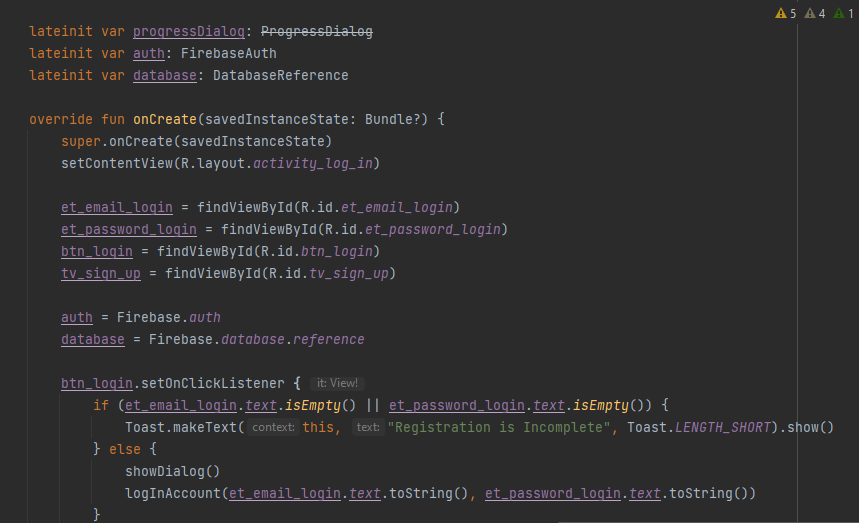 5 4 1
lateinit var progressDialog: ProgressDialog
lateinit var auth: FirebaseAuth
lateinit var database: DatabaseReference
override fun onCreate(savedInstanceState: Bundle?) {
super.onCreate(savedInstanceState)
setContentView(R.layout.activity_log_in)
et_email_login = findViewById(R.id.et_email_login)
et_password_login = findViewById(R.id.et_password_login)
btn_login = findViewById(R.id.btn_login)
tv_sign_up = findViewById(R.id.tv_sign_up)
auth = Firebase.auth
database = Firebase.database.reference
btn_login.setOnClickListener { it: View!
if (et_email_login.text.isEmpty() || et_password_login.text.isEmpty()) {
Toast.makeText( context: this, text: "Registration is Incomplete", Toast.LENGTH_SHORT).show()
} else {
showDialog()
logInAccount(et_email_login.text.toString(), et_password_login.text.toString())
}